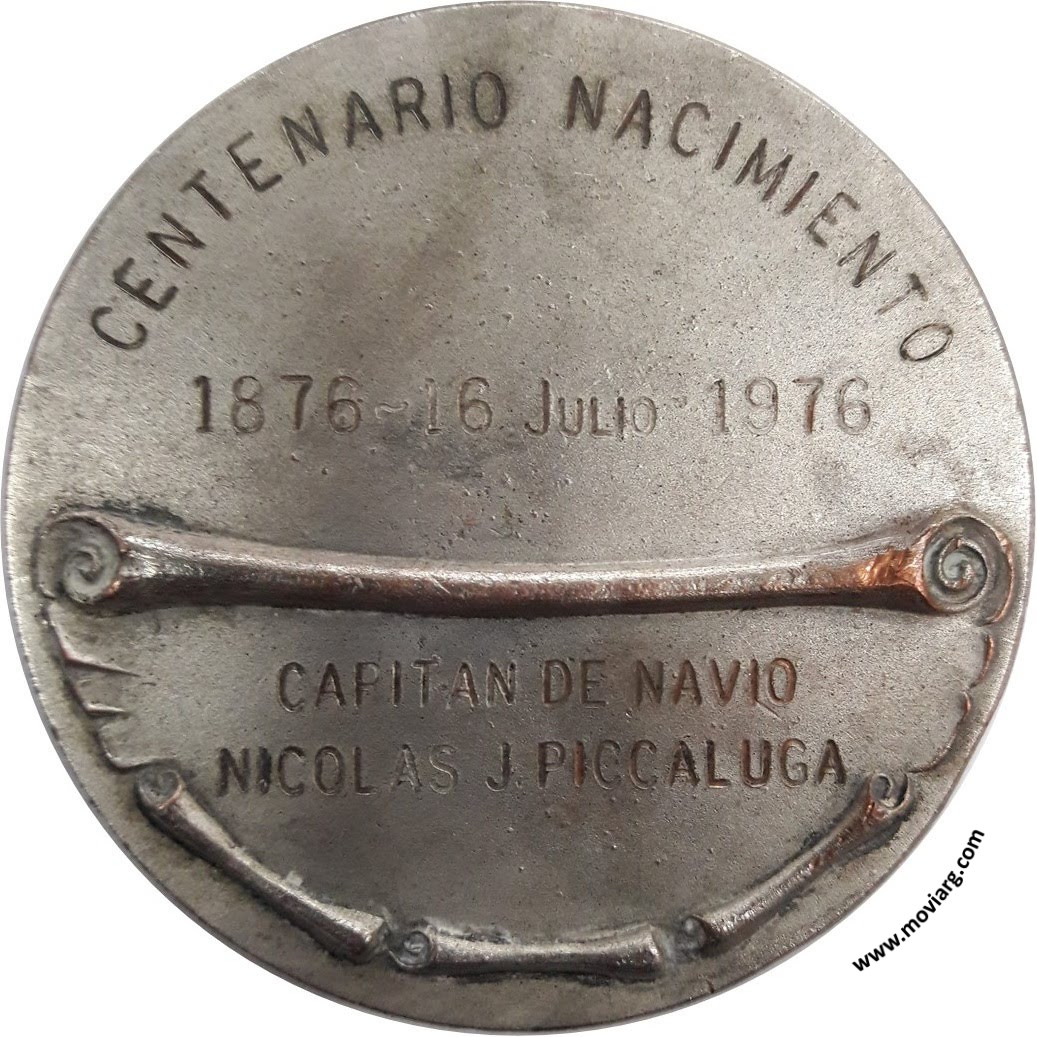 CENTENARIO NACIMIENTO
1876~16 JULIO 1976
CAPITAN DE NAVIO
NICOLAS J. PICCALUGA
www.moviarg.com